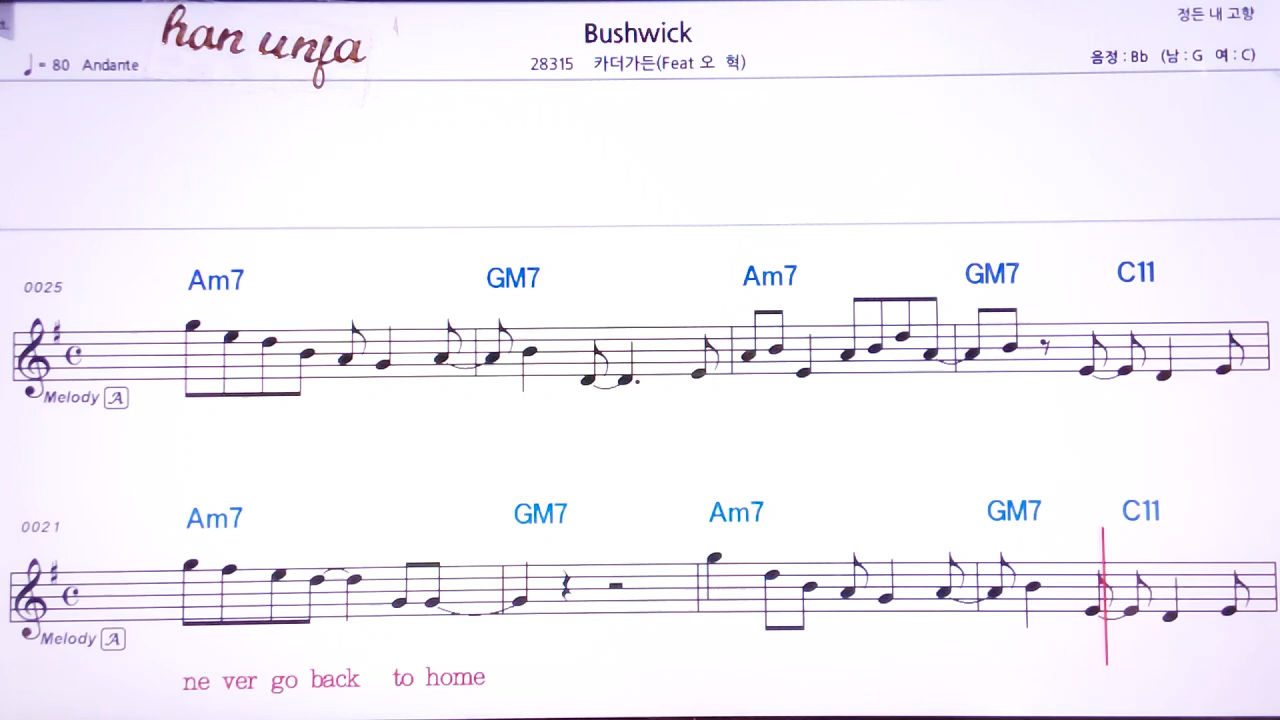 정든 내 고향
han unfa
Bushwick
♩= 80 Andante
28315 카더가든(Feat 오 혁)
음정 : Bb (남 : G 여 : C)
0025
Am7 GM7 Am7 GM7 C11
Melody A
0021
Am7 GM7 Am7 GM7 C11
Melody A
ne ver go back to home